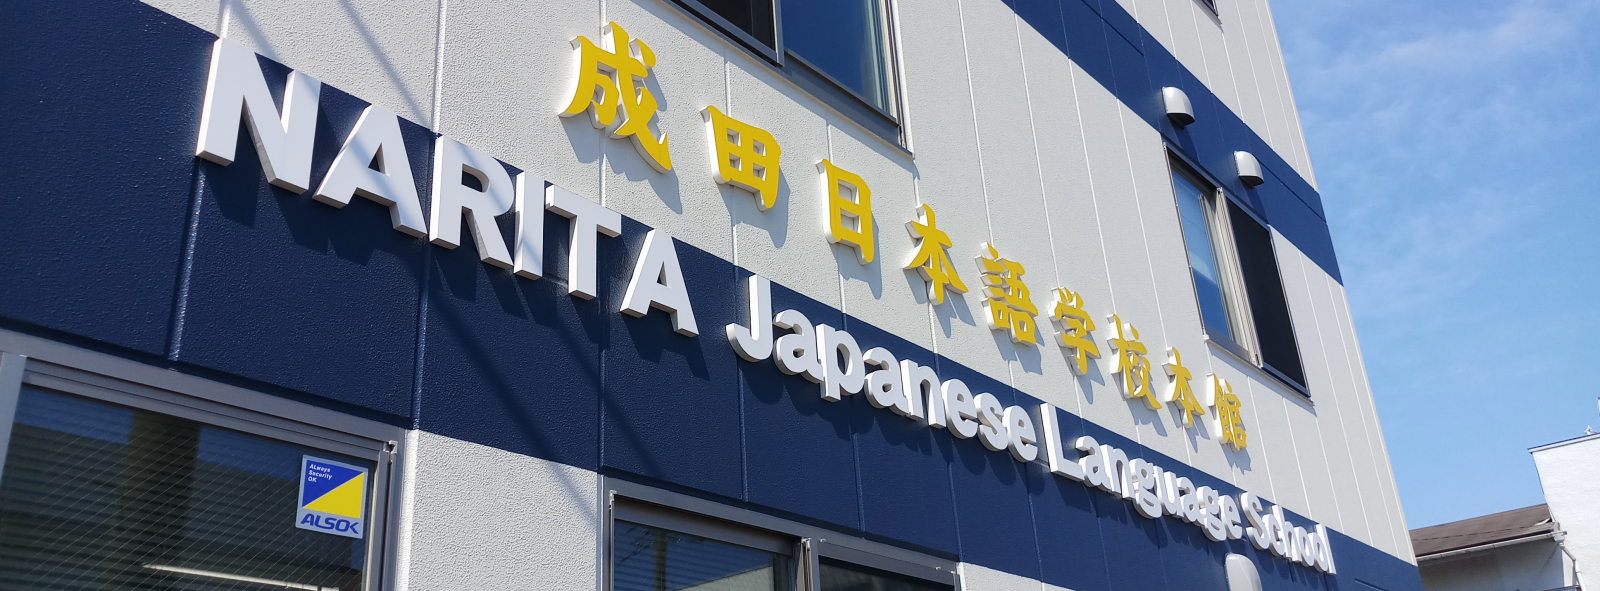 成田日本語学校本館
NARITA Japanese Language School
ALways
Security
OK
ALSOK